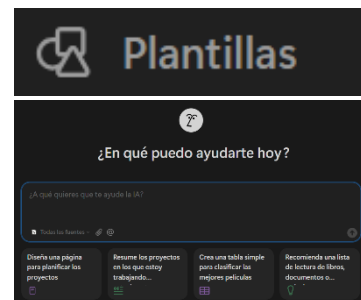 Plantillas
¿En qué puedo ayudarte hoy?
¿A qué quieres que te ayude la IA?
Todas las fuentes
Diseña una página
para planificar los
proyectos
Resume los proyectos
en los que estoy
trabajando...
Crea una tabla simple
para clasificar las
mejores películas
Recomienda una lista
de lectura de libros,
documentos o...